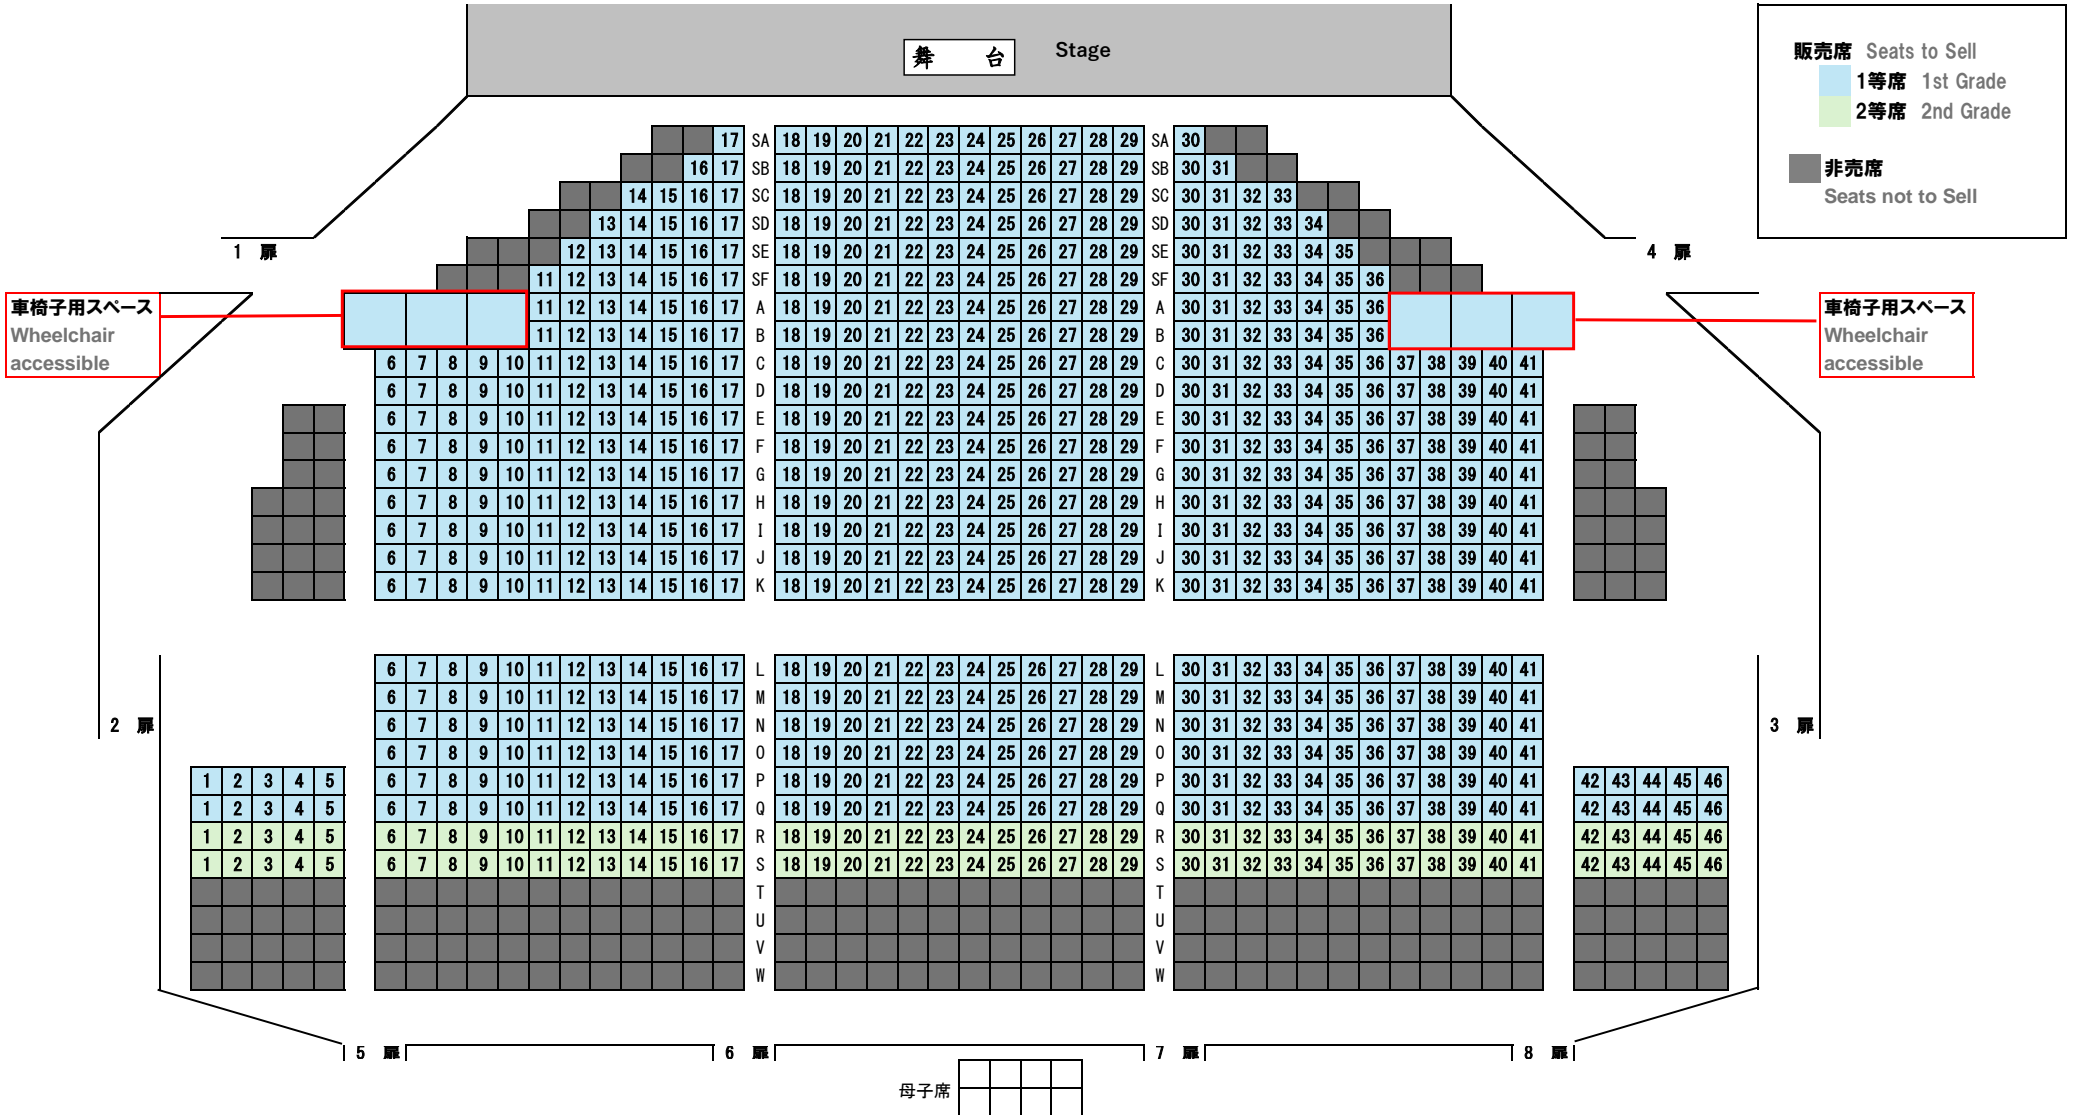 舞 台 Stage
販売席 Seats to Sell
1等席 1st Grade
2等席 2nd Grade
非売席
Seats not to Sell
17 SA 18 19 20 21 22 23 24 25 26 27 28 29 SA 30
16 17 SB 18 19 20 21 22 23 24 25 26 27 28 29 SB 30 31
14 15 16 17 SC 18 19 20 21 22 23 24 25 26 27 28 29 SC 30 31 32 33
13 14 15 16 17 SD 18 19 20 21 22 23 24 25 26 27 28 29 SD 30 31 32 33 34
1 扉 12 13 14 15 16 17 SE 18 19 20 21 22 23 24 25 26 27 28 29 SE 30 31 32 33 34 35 4 扉
11 12 13 14 15 16 17 SF 18 19 20 21 22 23 24 25 26 27 28 29 SF 30 31 32 33 34 35 36
車椅子用スペース
Wheelchair
accessible
11 12 13 14 15 16 17 A 18 19 20 21 22 23 24 25 26 27 28 29 A 30 31 32 33 34 35 36
11 12 13 14 15 16 17 B 18 19 20 21 22 23 24 25 26 27 28 29 B 30 31 32 33 34 35 36
車椅子用スペース
Wheelchair
accessible
6 7 8 9 10 11 12 13 14 15 16 17 C 18 19 20 21 22 23 24 25 26 27 28 29 C 30 31 32 33 34 35 36 37 38 39 40 41
6 7 8 9 10 11 12 13 14 15 16 17 D 18 19 20 21 22 23 24 25 26 27 28 29 D 30 31 32 33 34 35 36 37 38 39 40 41
6 7 8 9 10 11 12 13 14 15 16 17 E 18 19 20 21 22 23 24 25 26 27 28 29 E 30 31 32 33 34 35 36 37 38 39 40 41
6 7 8 9 10 11 12 13 14 15 16 17 F 18 19 20 21 22 23 24 25 26 27 28 29 F 30 31 32 33 34 35 36 37 38 39 40 41
6 7 8 9 10 11 12 13 14 15 16 17 G 18 19 20 21 22 23 24 25 26 27 28 29 G 30 31 32 33 34 35 36 37 38 39 40 41
6 7 8 9 10 11 12 13 14 15 16 17 H 18 19 20 21 22 23 24 25 26 27 28 29 H 30 31 32 33 34 35 36 37 38 39 40 41
6 7 8 9 10 11 12 13 14 15 16 17 I 18 19 20 21 22 23 24 25 26 27 28 29 I 30 31 32 33 34 35 36 37 38 39 40 41
6 7 8 9 10 11 12 13 14 15 16 17 J 18 19 20 21 22 23 24 25 26 27 28 29 J 30 31 32 33 34 35 36 37 38 39 40 41
6 7 8 9 10 11 12 13 14 15 16 17 K 18 19 20 21 22 23 24 25 26 27 28 29 K 30 31 32 33 34 35 36 37 38 39 40 41
6 7 8 9 10 11 12 13 14 15 16 17 L 18 19 20 21 22 23 24 25 26 27 28 29 L 30 31 32 33 34 35 36 37 38 39 40 41
6 7 8 9 10 11 12 13 14 15 16 17 M 18 19 20 21 22 23 24 25 26 27 28 29 M 30 31 32 33 34 35 36 37 38 39 40 41
2 扉 6 7 8 9 10 11 12 13 14 15 16 17 N 18 19 20 21 22 23 24 25 26 27 28 29 N 30 31 32 33 34 35 36 37 38 39 40 41 3 扉
6 7 8 9 10 11 12 13 14 15 16 17 O 18 19 20 21 22 23 24 25 26 27 28 29 O 30 31 32 33 34 35 36 37 38 39 40 41
1 2 3 4 5 6 7 8 9 10 11 12 13 14 15 16 17 P 18 19 20 21 22 23 24 25 26 27 28 29 P 30 31 32 33 34 35 36 37 38 39 40 41 42 43 44 45 46
1 2 3 4 5 6 7 8 9 10 11 12 13 14 15 16 17 Q 18 19 20 21 22 23 24 25 26 27 28 29 Q 30 31 32 33 34 35 36 37 38 39 40 41 42 43 44 45 46
1 2 3 4 5 6 7 8 9 10 11 12 13 14 15 16 17 R 18 19 20 21 22 23 24 25 26 27 28 29 R 30 31 32 33 34 35 36 37 38 39 40 41 42 43 44 45 46
1 2 3 4 5 6 7 8 9 10 11 12 13 14 15 16 17 S 18 19 20 21 22 23 24 25 26 27 28 29 S 30 31 32 33 34 35 36 37 38 39 40 41 42 43 44 45 46
T T
U U
V V
W W
5 扉 6 扉 7 扉 8 扉
母子席